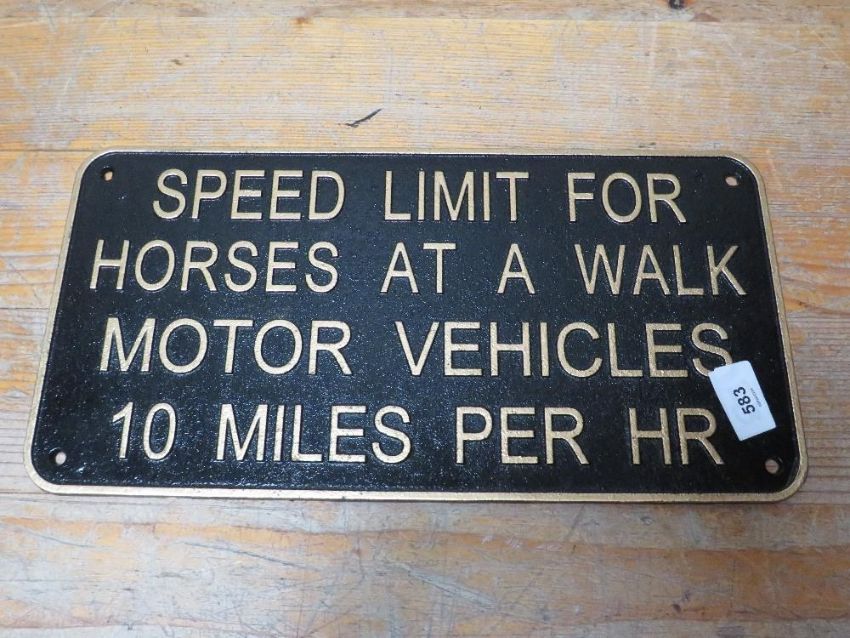 SPEED LIMIT FOR
HORSES AT A WALK
MOTOR VEHICLES
10 MILES PER HR
583